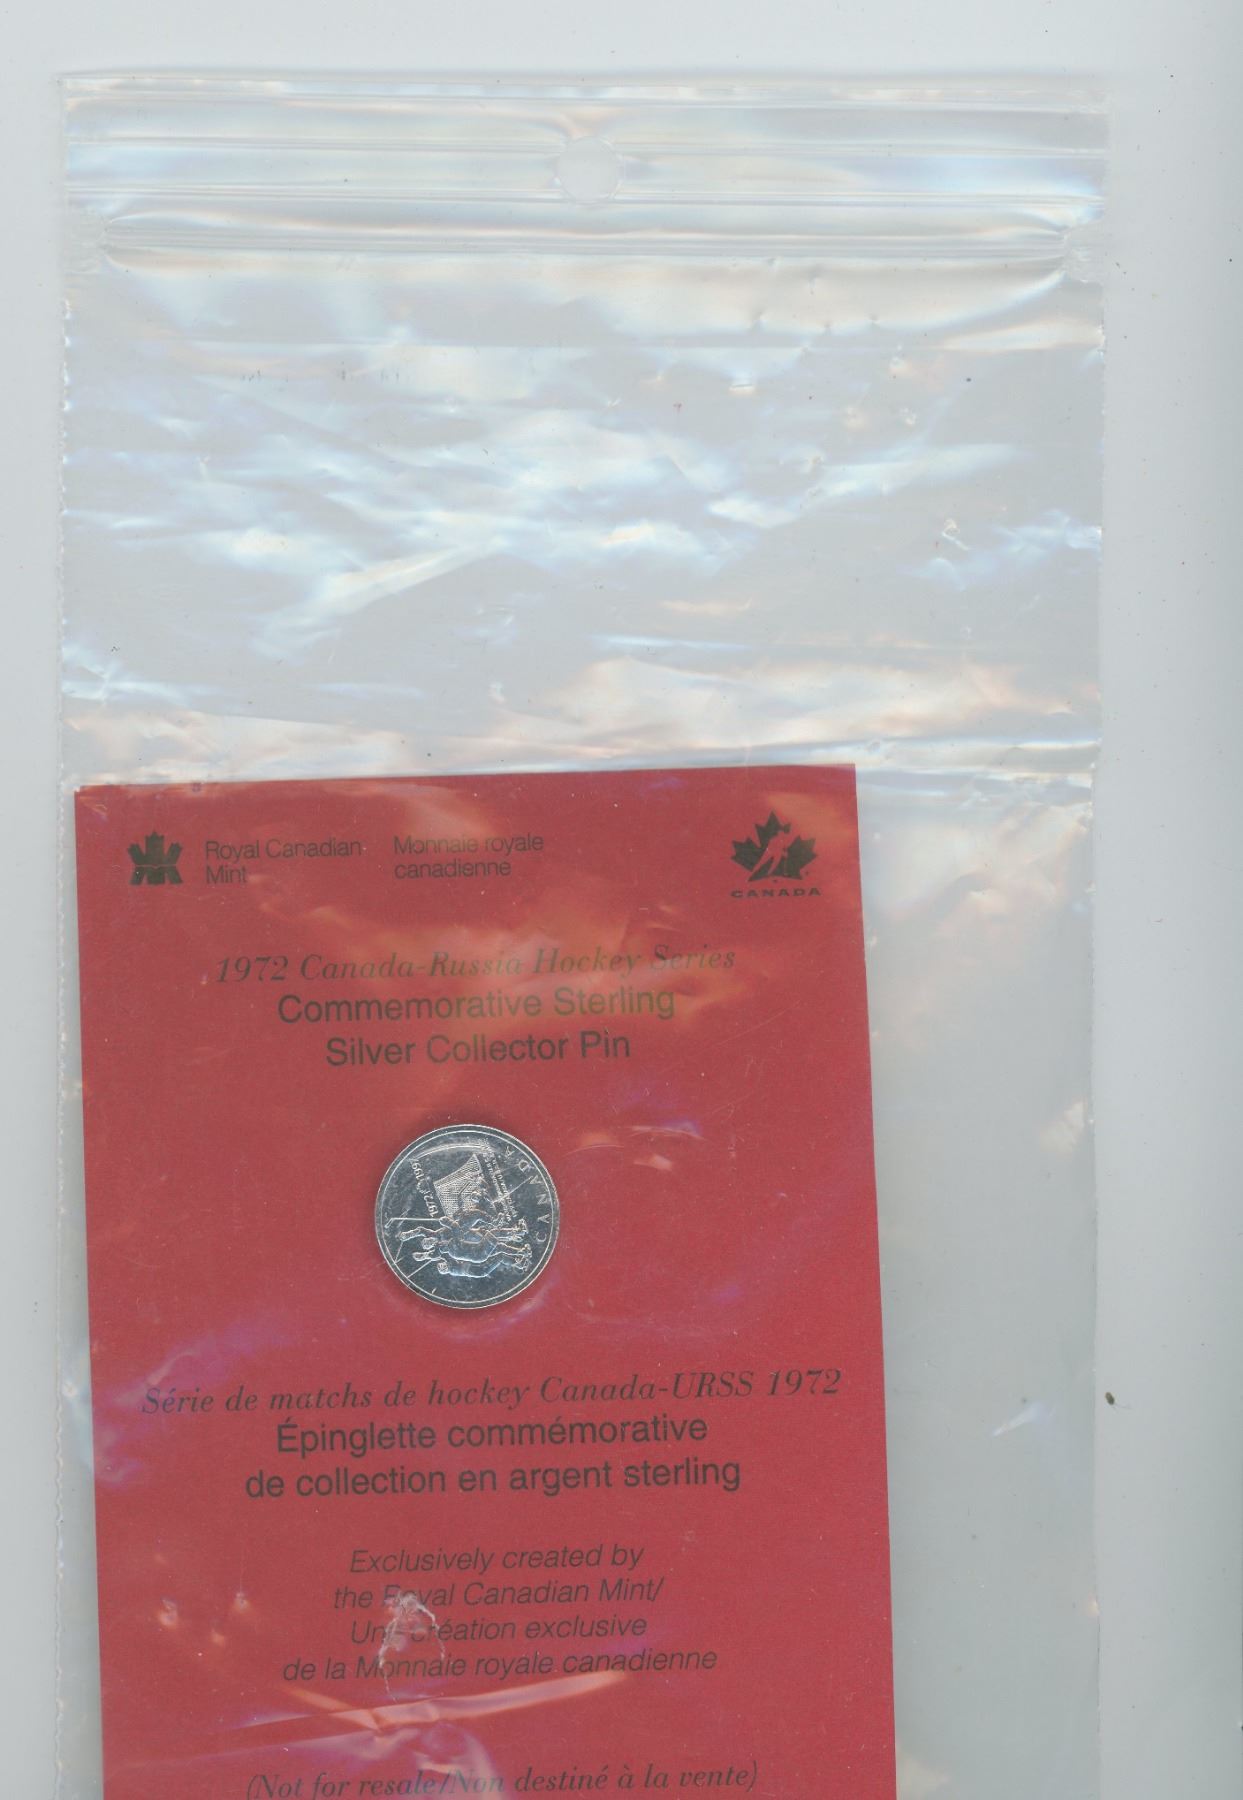 Royal Canadian
Mint
Monnaie royale
canadienne
CANADA
1972 Canada-Russia Hockey Series
Commemorative Sterling
Silver Collector Pin
CANADA
Série de matchs de hockey Canada-URSS 1972
Épinglette commémorative
de collection en argent sterling
Exclusively created by
the Royal Canadian Mint/
Une création exclusive
de la Monnaie royale canadienne
(Not for resale/Non destiné à la vente)